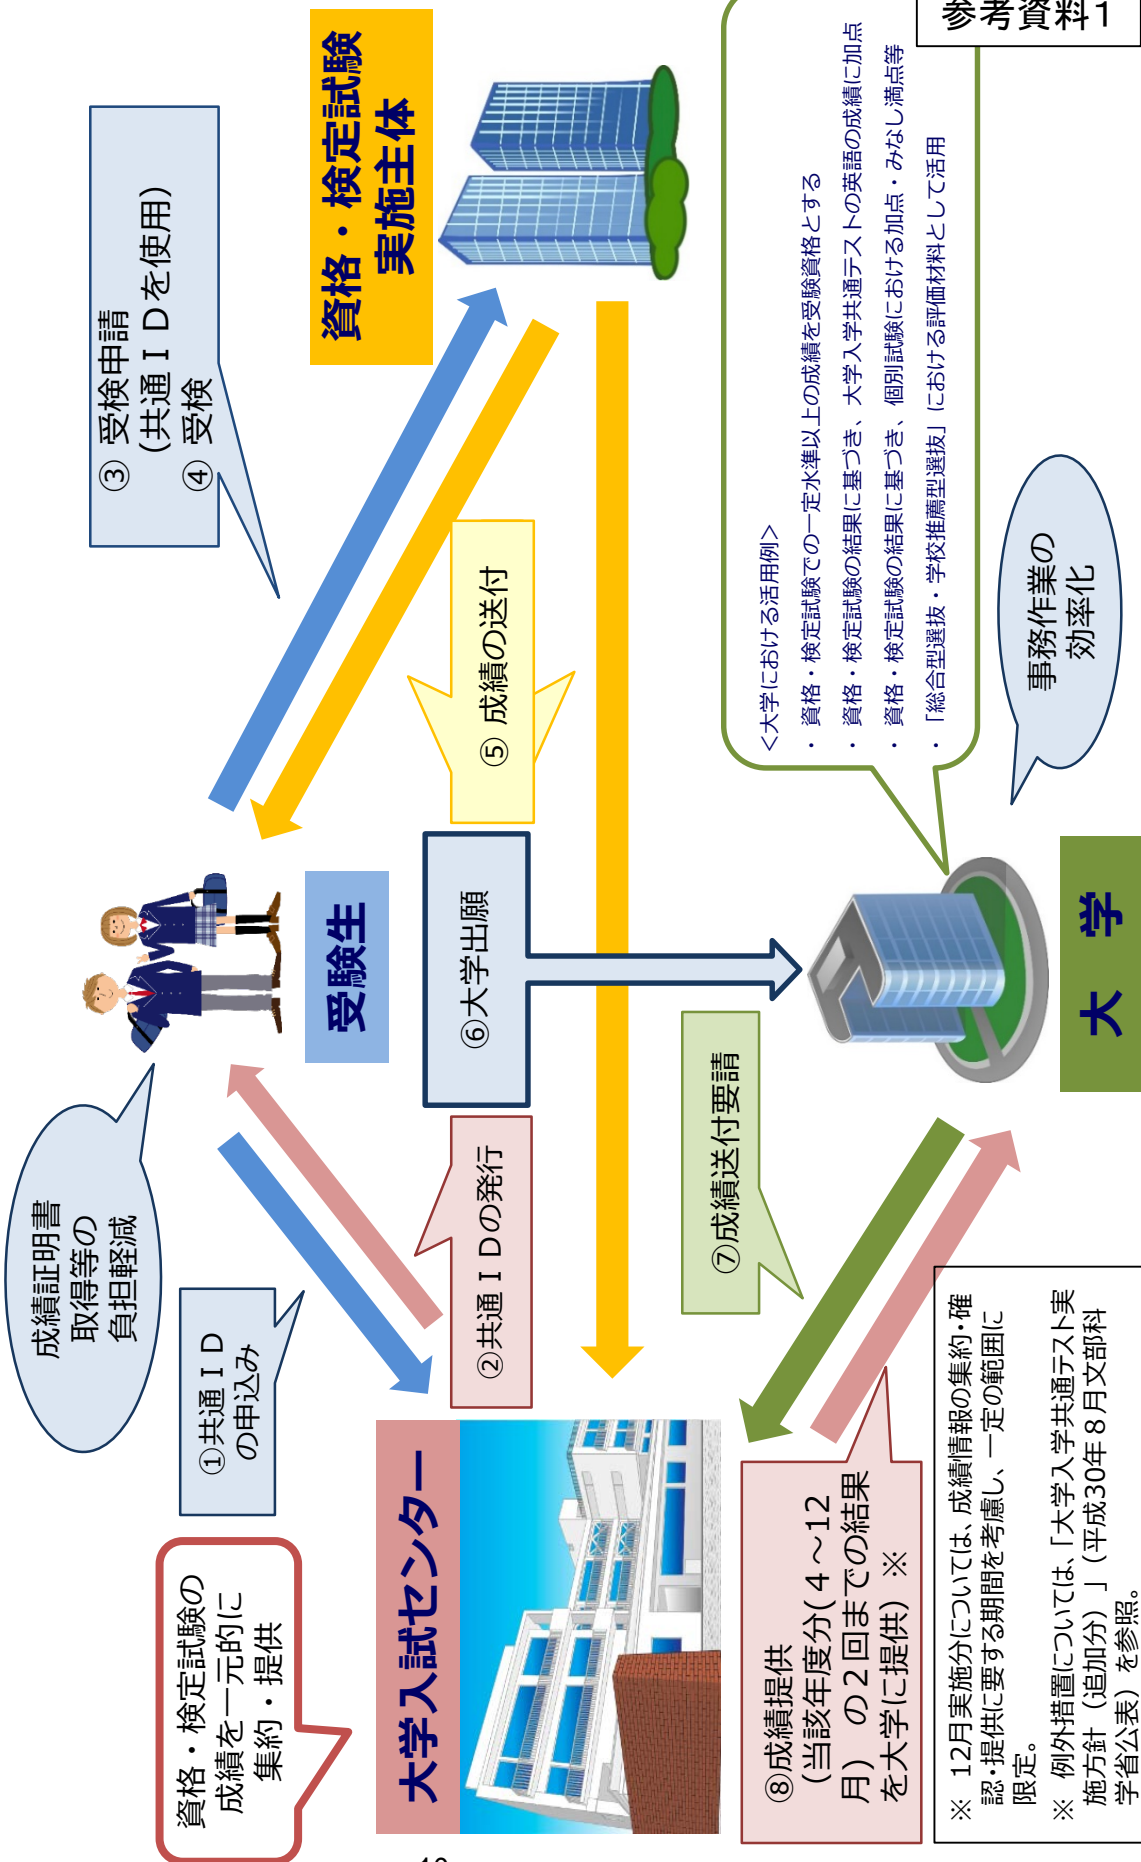 参考資料1
資格・検定試験の
成績を一元的に
集約・提供
成績証明書
取得等の
負担軽減
①共通ID
の申込み
②共通IDの発行
受験生
③ 受検申請
（共通IDを使用）
④ 受検
資格・検定試験
実施主体
⑤ 成績の送付
⑥大学出願
大学入試センター
⑦成績送付要請
⑧成績提供
（当該年度分（４～12
月）の２回までの結果
を大学に提供）※
大 学
事務作業の
効率化
＜大学における活用例＞
・ 資格・検定試験での一定水準以上の成績を受験資格とする
・ 資格・検定試験の結果に基づき、大学入学共通テストの英語の成績に加点
・ 資格・検定試験の結果に基づき、個別試験における加点・みなし満点等
・ 「総合型選抜・学校推薦型選抜」における評価材料として活用
※ 12月実施分については、成績情報の集約・確
認・提供に要する期間を考慮し、一定の範囲に
限定。
※ 例外措置については、「大学入学共通テスト実
施方針（追加分）」（平成30年８月文部科
学省公表）を参照。